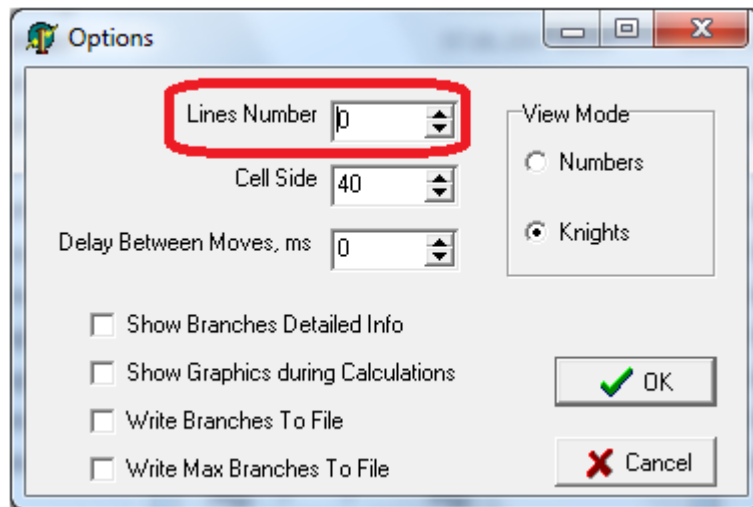 Options
Lines Number 0
View Mode
Numbers
Cell Side 40
Knights
Delay Between Moves, ms 0
Show Branches Detailed Info
Show Graphics during Calculations
OK
Write Branches To File
Write Max Branches To File
Cancel